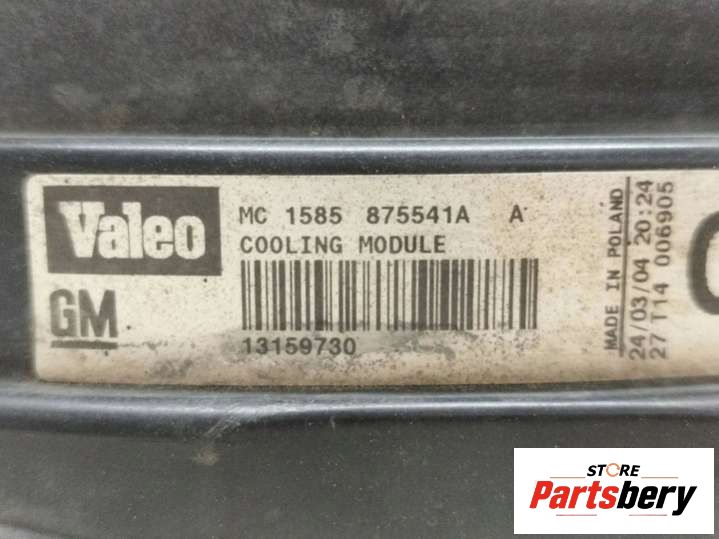 Valeo
GM
MC 1585 875541A A
COOLING MODULE
13159730
MADE IN POLAND
24/03/04 20:24
27 T14 006905
STORE
Partsbery